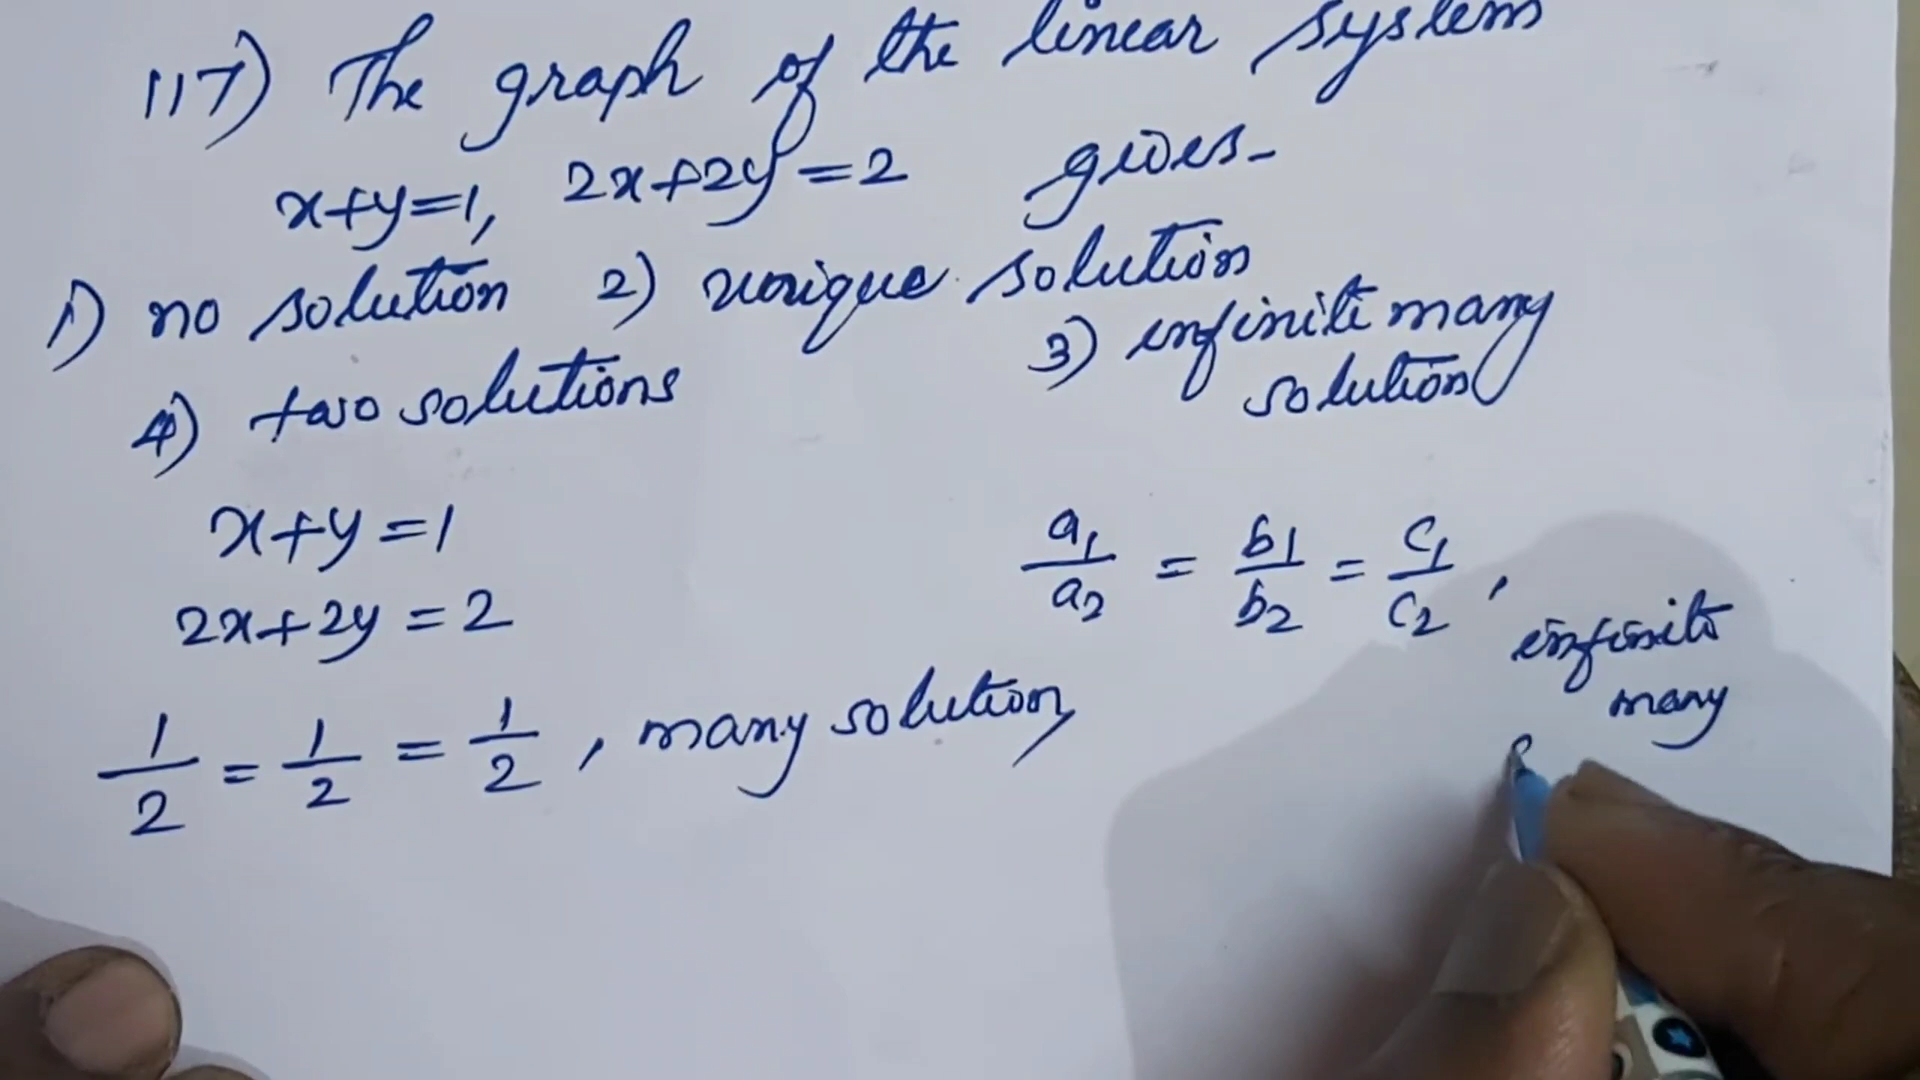 117) The graph of the linear system
x+y=1, 2x+2y=2 gives-
1) no solution 2) unique solution
3) infinite many
solution
4) two solutions
x+y=1
2x+2y=2
a1/a2 = b1/b2 = c1/c2,
infinite
many
1/2 = 1/2 = 1/2, many solution